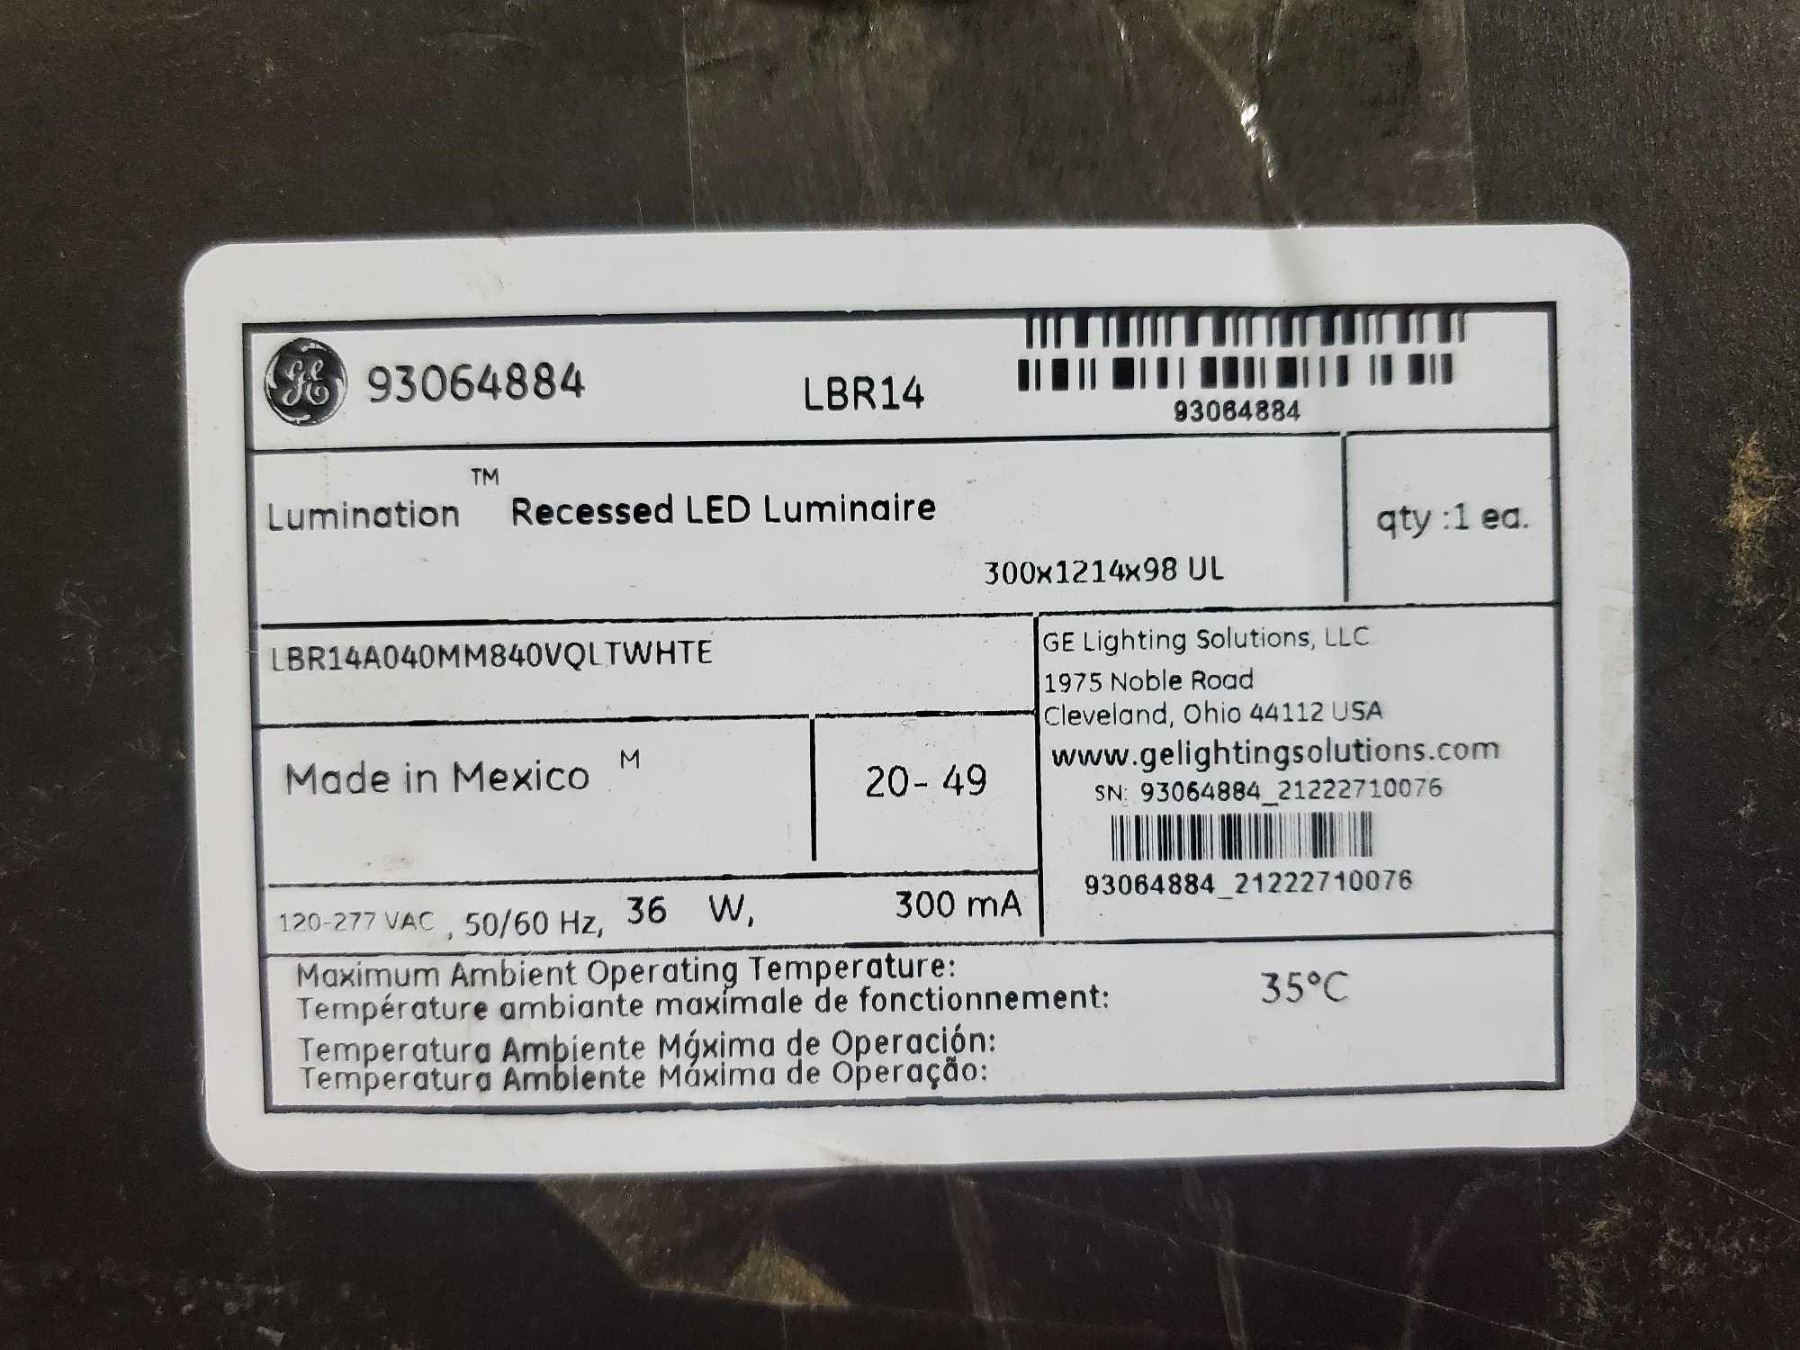 GE 93064884 LBR14
93064884
Lumination™ Recessed LED Luminaire
300x1214x98 UL
qty :1 ea.
LBR14A040MM840VQLTWHTE
GE Lighting Solutions, LLC
1975 Noble Road
Cleveland, Ohio 44112 USA
www.gelightingsolutions.com
SN: 93064884_21222710076
93064884_21222710076
Made in Mexico M
20- 49
120-277 VAC , 50/60 Hz, 36 W, 300 mA
Maximum Ambient Operating Temperature: 35°C
Température ambiante maximale de fonctionnement:
Temperatura Ambiente Máxima de Operación:
Temperatura Ambiente Máxima de Operação: